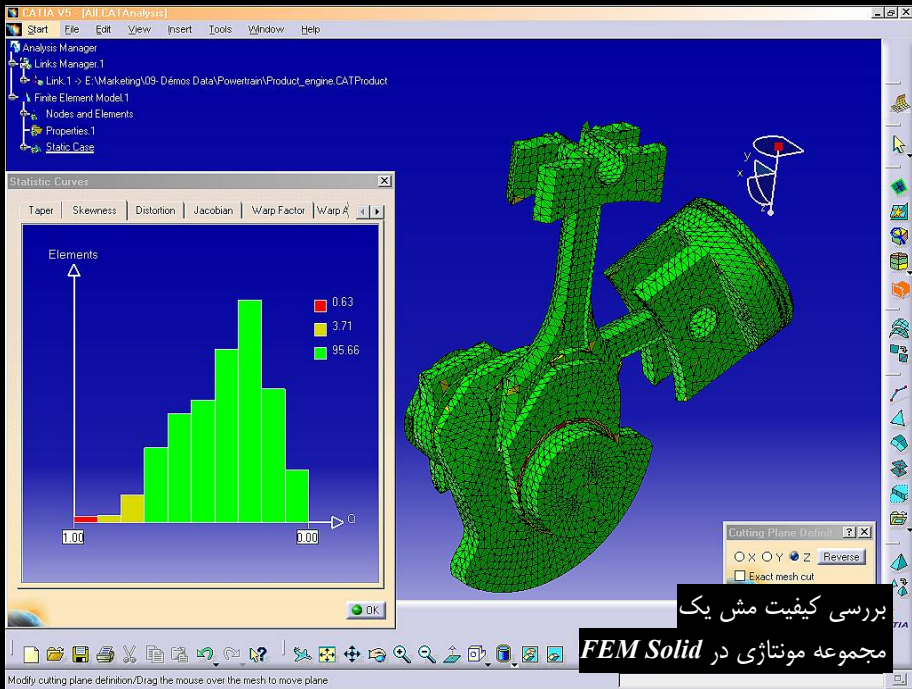 CATIA V5 - [All.CATAnalysis]
Start File Edit View Insert Tools Window Help
Analysis Manager
Links Manager.1
Link.1 -> E:\Marketing\09- Démos Data\Powertrain\Product_engine.CATProduct
Finite Element Model.1
Nodes and Elements
Properties.1
Static Case
Statistic Curves
Taper Skewness Distortion Jacobian Warp Factor Warp A
Elements
0.63
3.71
95.66
Q
1.00 0.00
OK
y
x
z
Cutting Plane Definit
X Y Z Reverse
Exact mesh cut
بررسی کیفیت مش یک
مجموعه مونتاژی در FEM Solid
Modify cutting plane definition/Drag the mouse over the mesh to move plane